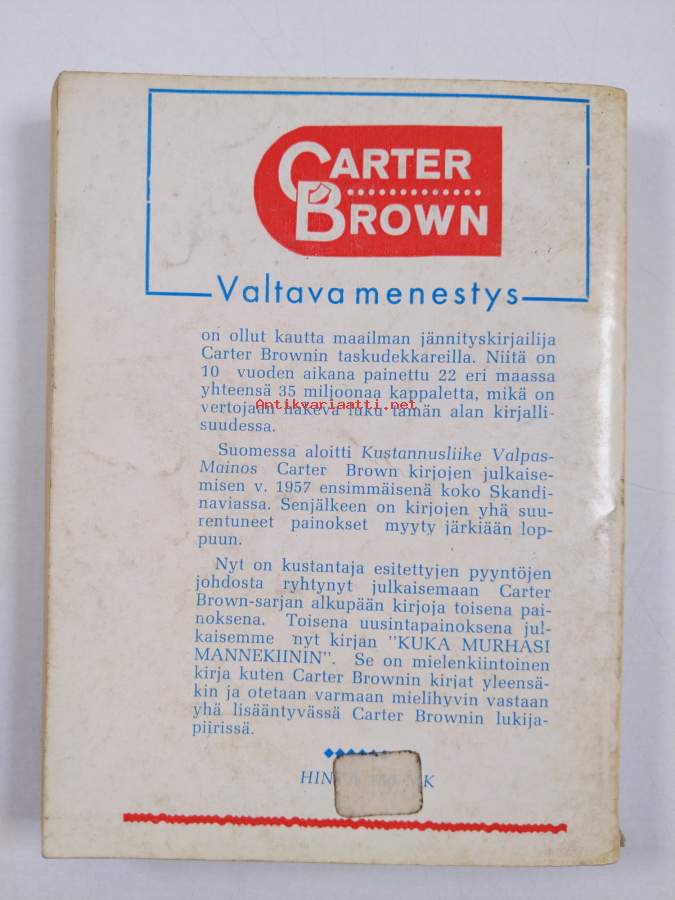 CARTER
BROWN
Valtava menestys
on ollut kautta maailman jännityskirjailija
Carter Brownin taskudekkareilla. Niitä on
10 vuoden aikana painettu 22 eri maassa
yhteensä 35 miljoonaa kappaletta, mikä on
Antikvariaatti.net
vertojaan hakeva luku tämän alan kirjalli-
suudessa.
Suomessa aloitti Kustannusliike Valpas-
Mainos Carter Brown kirjojen julkaise-
misen v. 1957 ensimmäisenä koko Skandi-
naviassa. Senjälkeen on kirjojen yhä suu-
rentuneet painokset myyty järkiään lop-
puun.
Nyt on kustantaja esitettyjen pyyntöjen
johdosta ryhtynyt julkaisemaan Carter
Brown-sarjan alkupään kirjoja toisena pai-
noksena. Toisena uusintapainoksena jul-
kaisemme nyt kirjan "KUKA MURHASI
MANNEKIININ". Se on mielenkiintoinen
kirja kuten Carter Brownin kirjat yleensä-
kin ja otetaan varmaan mielihyvin vastaan
yhä lisääntyvässä Carter Brownin lukija-
piirissä.